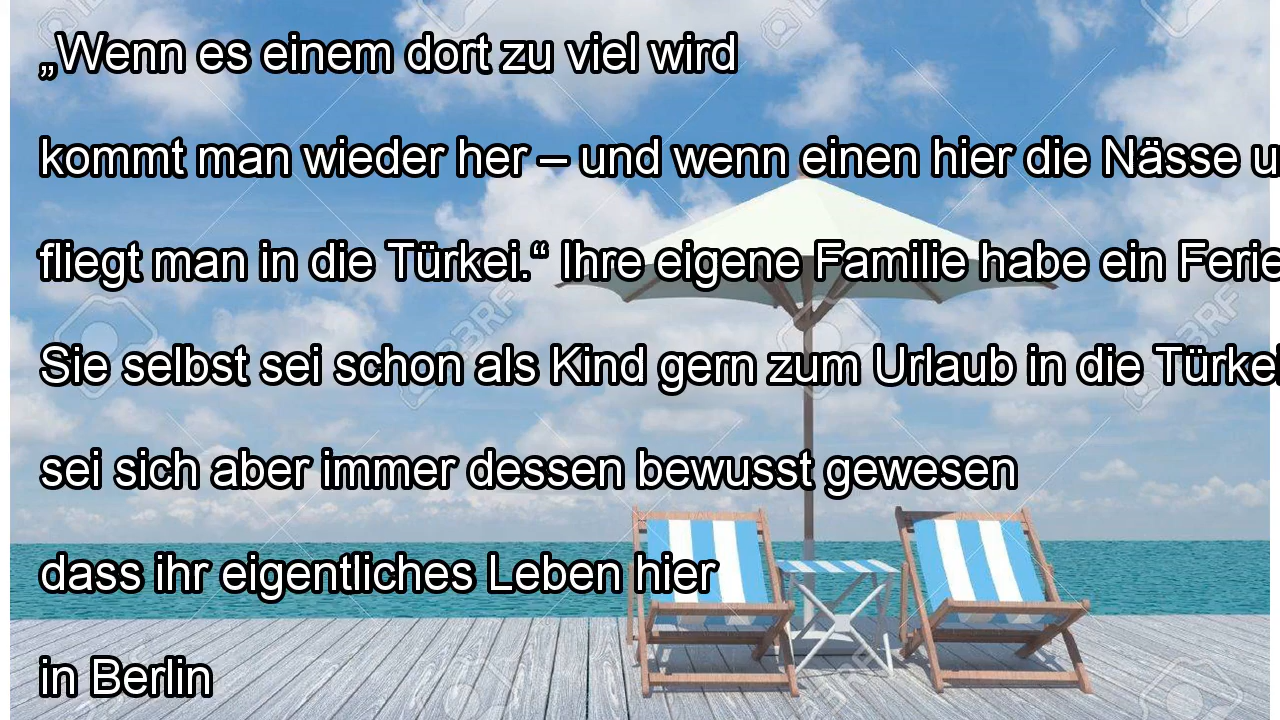 „Wenn es einem dort zu viel wird
kommt man wieder her – und wenn einen hier die Nässe
fliegt man in die Türkei.“ Ihre eigene Familie habe ein
Sie selbst sei schon als Kind gern zum Urlaub in die Türkei
sei sich aber immer dessen bewusst gewesen
dass ihr eigentliches Leben hier
in Berlin